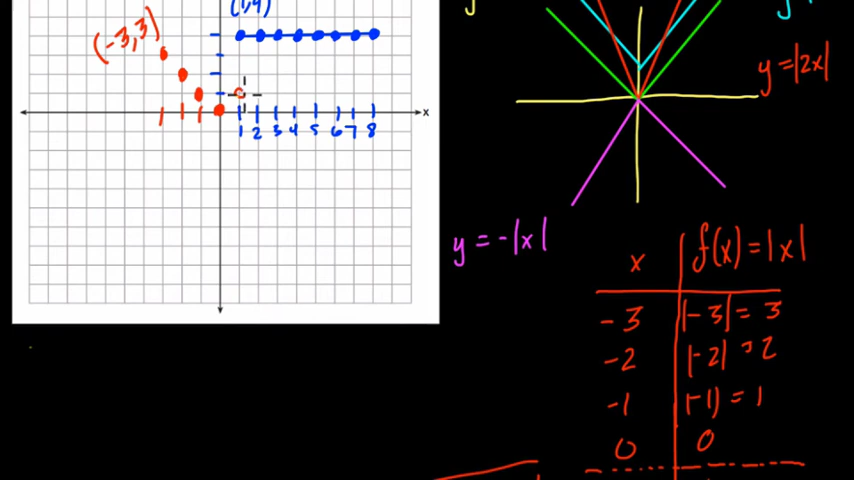 (1,4)
(-3,3)
x
1 2 3 4 5 6 7 8
y = |2x|
y = -|x|
x f(x) = |x|
-3 |-3| = 3
-2 |-2| = 2
-1 |-1| = 1
0 0